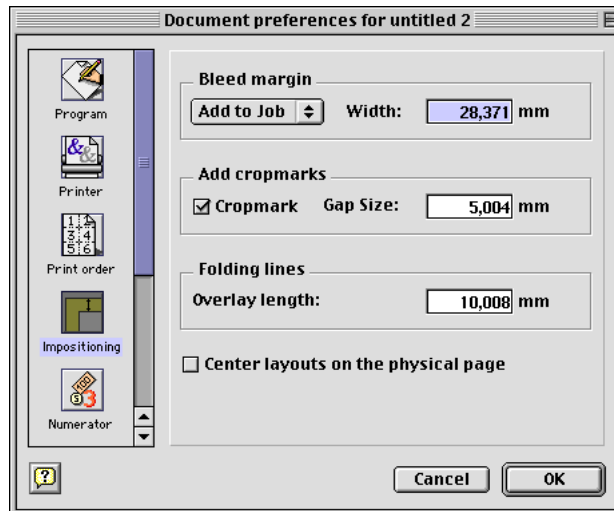 Document preferences for untitled 2
Program
Printer
Print order
Impositioning
Numerator
Bleed margin
Add to Job Width: 28,371 mm
Add cropmarks
Cropmark Gap Size: 5,004 mm
Folding lines
Overlay length: 10,008 mm
Center layouts on the physical page
? Cancel OK